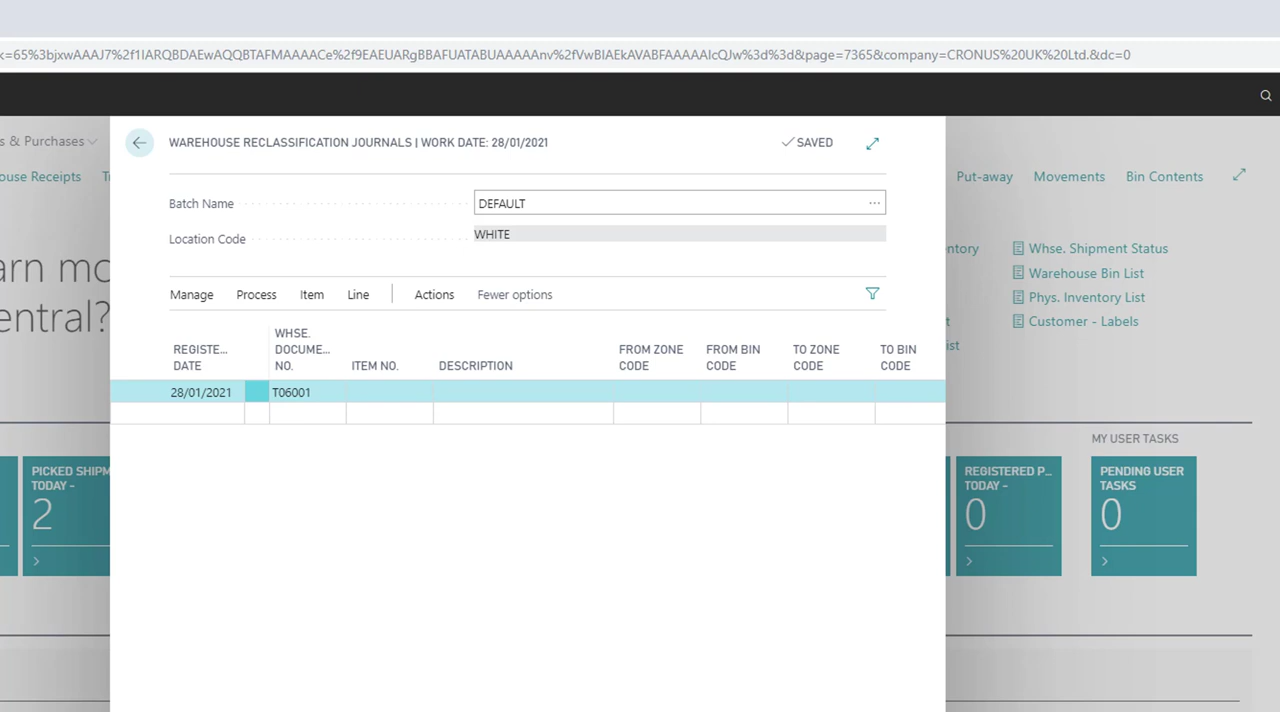 k=65%3bjxwAAAJ7%2f1IARQBDAEwAQQBTAFMAAAACe%2f9EAEUARgBBAFUATABUAAAAAnv%2fVwBIAEkAVABFAAAAAIcQJw%3d%3d&page=7365&company=CRONUS%20UK%20Ltd.&dc=0
s & Purchases
WAREHOUSE RECLASSIFICATION JOURNALS | WORK DATE: 28/01/2021
SAVED
ouse Receipts
Put-away
Movements
Bin Contents
Batch Name
DEFAULT
...
Location Code
WHITE
arn mo
entral?
entory
Whse. Shipment Status
Warehouse Bin List
Phys. Inventory List
t
Customer - Labels
ist
Manage
Process
Item
Line
Actions
Fewer options
REGISTE... DATE
WHSE. DOCUME... NO.
ITEM NO.
DESCRIPTION
FROM ZONE CODE
FROM BIN CODE
TO ZONE CODE
TO BIN CODE
28/01/2021
T06001
MY USER TASKS
PICKED SHIPM
TODAY -
2
REGISTERED P...
TODAY -
0
PENDING USER
TASKS
0